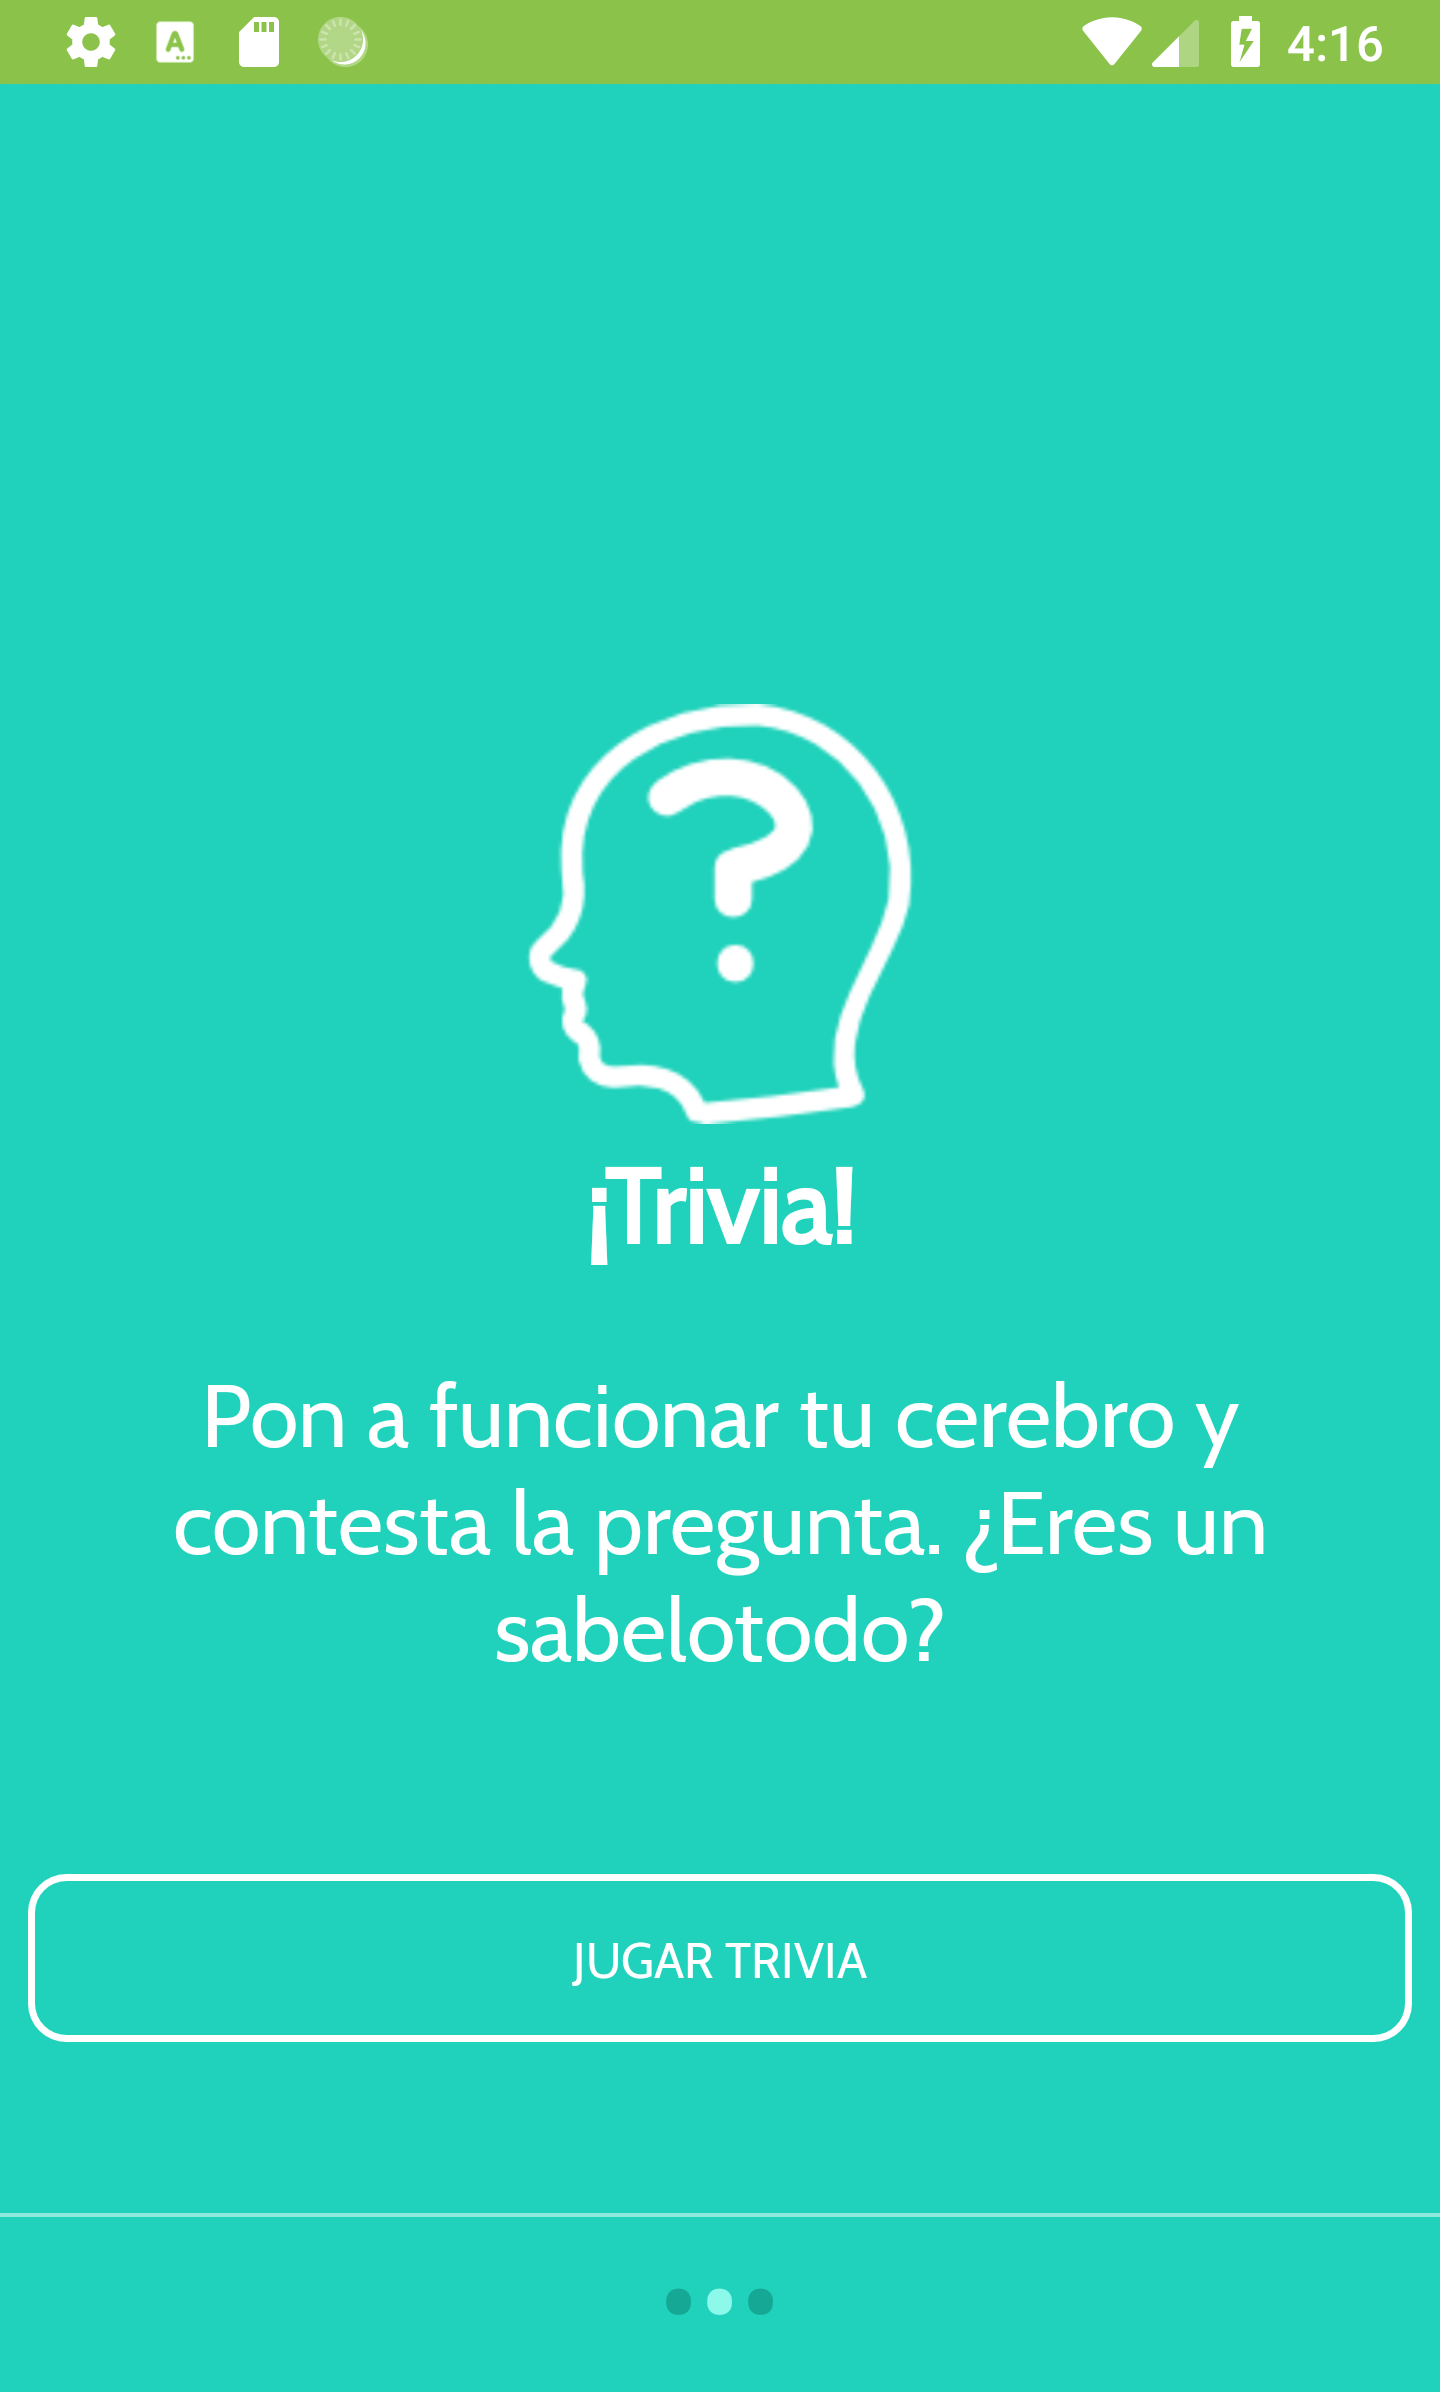 4:16
¡Trivia!
Pon a funcionar tu cerebro y
contesta la pregunta. ¿Eres un
sabelotodo?
JUGAR TRIVIA